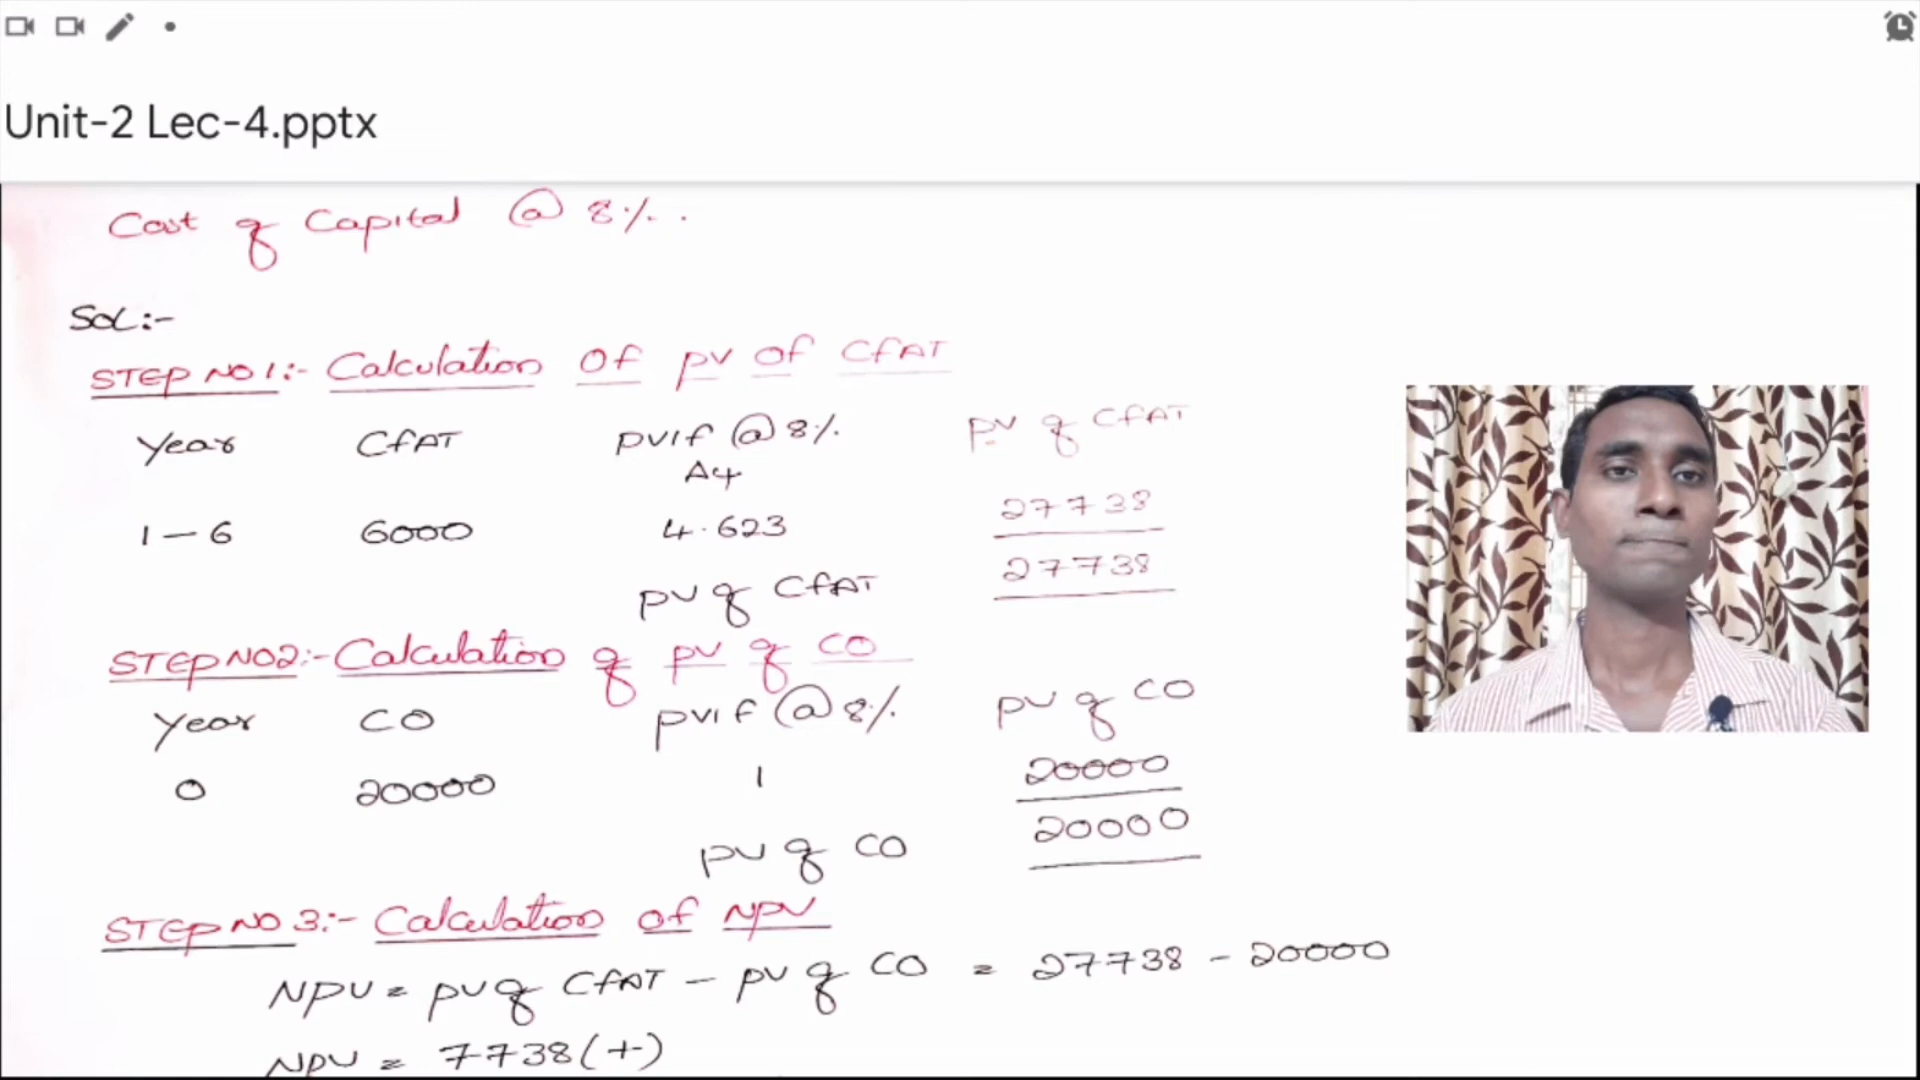 Unit-2 Lec-4.pptx
Cost of Capital @ 8%.
SOL:-
STEP NO 1:- Calculation Of PV Of CFAT
Year CFAT PVIF @ 8% PV of CFAT
A4
1-6 6000 4.623 27738
PV of CFAT 27738
STEP NO2:- Calculation of PV of CO
Year CO PVIF @ 8% PV of CO
0 20000 1 20000
PV of CO 20000
STEP NO 3:- Calculation of NPV
NPV = PV of CFAT - PV of CO = 27738 - 20000
NPV = 7738 (+)